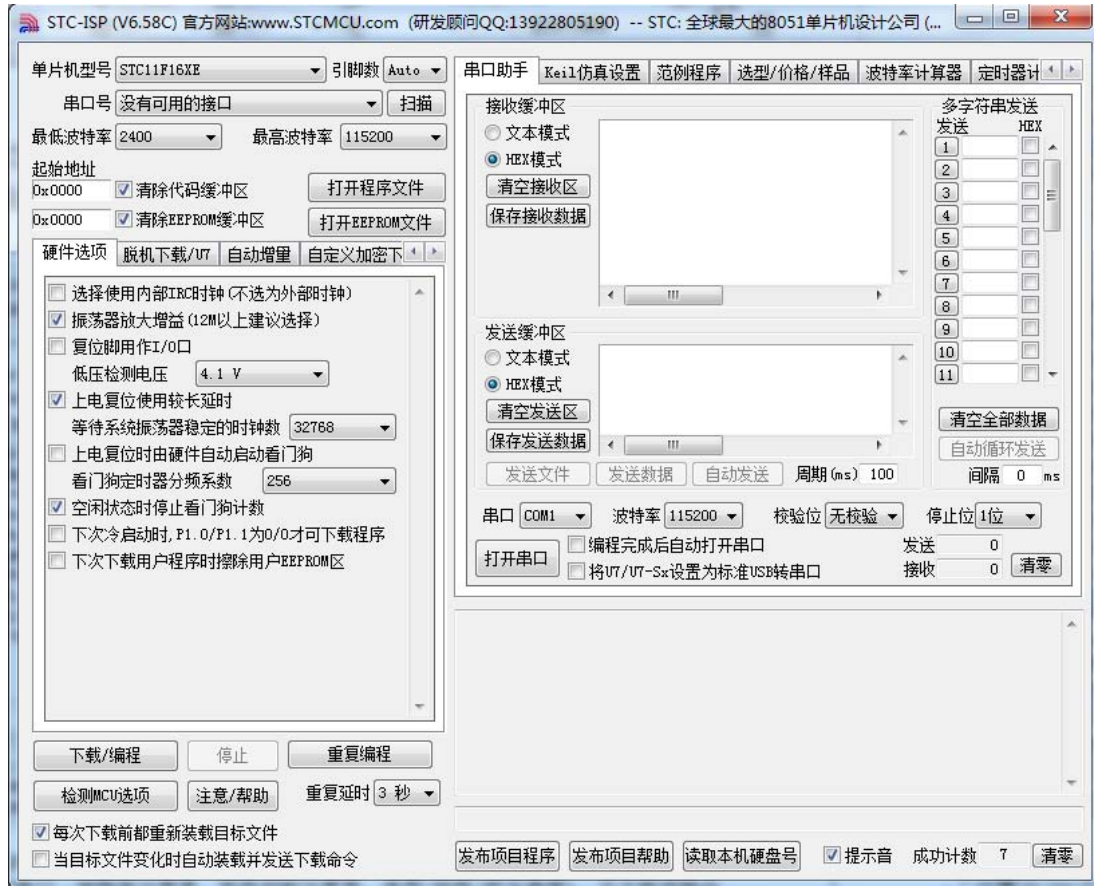 STC-ISP (V6.58C) 官方网站:www.STCMCU.com (研发顾问QQ:13922805190) -- STC: 全球最大的8051单片机设计公司 (...
单片机型号 STC11F16XE 引脚数 Auto
串口号 没有可用的接口 扫描
最低波特率 2400 最高波特率 115200
起始地址
0x0000 清除代码缓冲区 打开程序文件
0x0000 清除EEPROM缓冲区 打开EEPROM文件
硬件选项 脱机下载/U7 自动增量 自定义加密下
选择使用内部IRC时钟(不选为外部时钟)
振荡器放大增益(12M以上建议选择)
复位脚用作I/O口
低压检测电压 4.1 V
上电复位使用较长延时
等待系统振荡器稳定的时钟数 32768
上电复位时由硬件自动启动看门狗
看门狗定时器分频系数 256
空闲状态时停止看门狗计数
下次冷启动时,P1.0/P1.1为0/0才可下载程序
下次下载用户程序时擦除用户EEPROM区
下载/编程 停止 重复编程
检测MCU选项 注意/帮助 重复延时 3 秒
每次下载前都重新装载目标文件
当目标文件变化时自动装载并发送下载命令
串口助手 Keil仿真设置 范例程序 选型/价格/样品 波特率计算器 定时器计
接收缓冲区
文本模式
HEX模式
清空接收区
保存接收数据
发送缓冲区
文本模式
HEX模式
清空发送区
保存发送数据
发送文件 发送数据 自动发送 周期(ms) 100
多字符串发送
发送 HEX
1
2
3
4
5
6
7
8
9
10
11
清空全部数据
自动循环发送
间隔 0 ms
串口 COM1 波特率 115200 校验位 无校验 停止位 1位
打开串口 编程完成后自动打开串口 发送 0
将U7/U7-Sx设置为标准USB转串口 接收 0 清零
发布项目程序 发布项目帮助 读取本机硬盘号 提示音 成功计数 7 清零